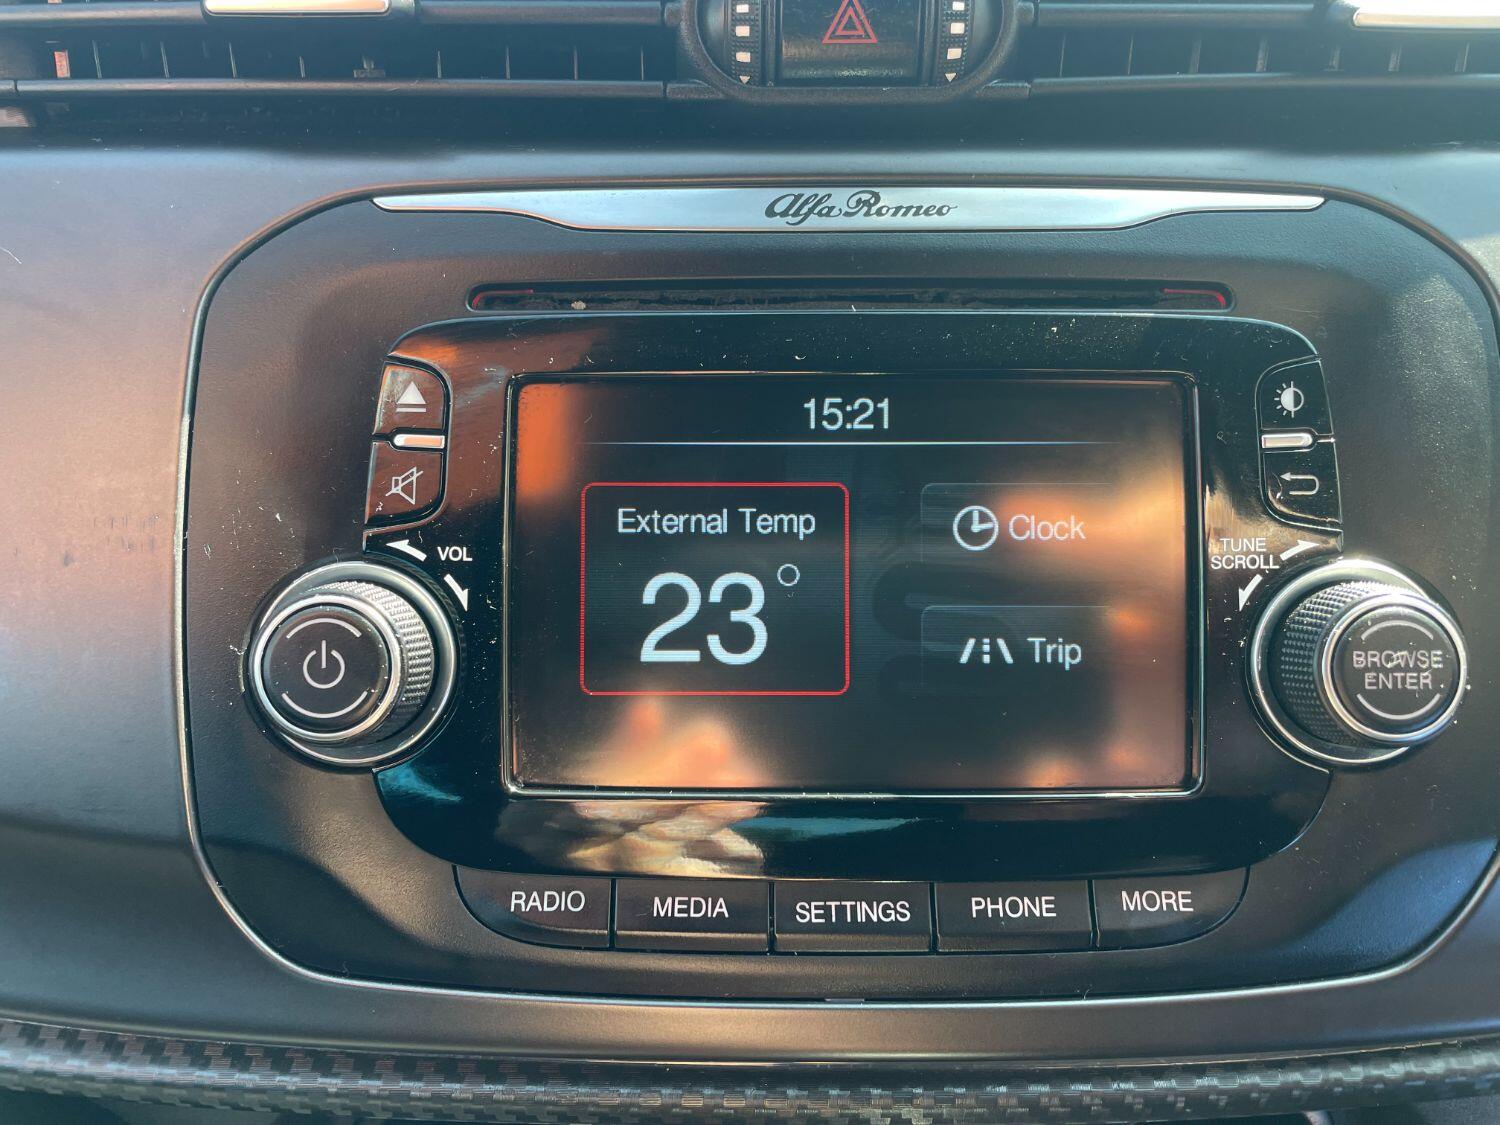 Alfa Romeo
15:21
External Temp
23°
Clock
Trip
VOL
TUNE
SCROLL
BROWSE
ENTER
RADIO
MEDIA
SETTINGS
PHONE
MORE